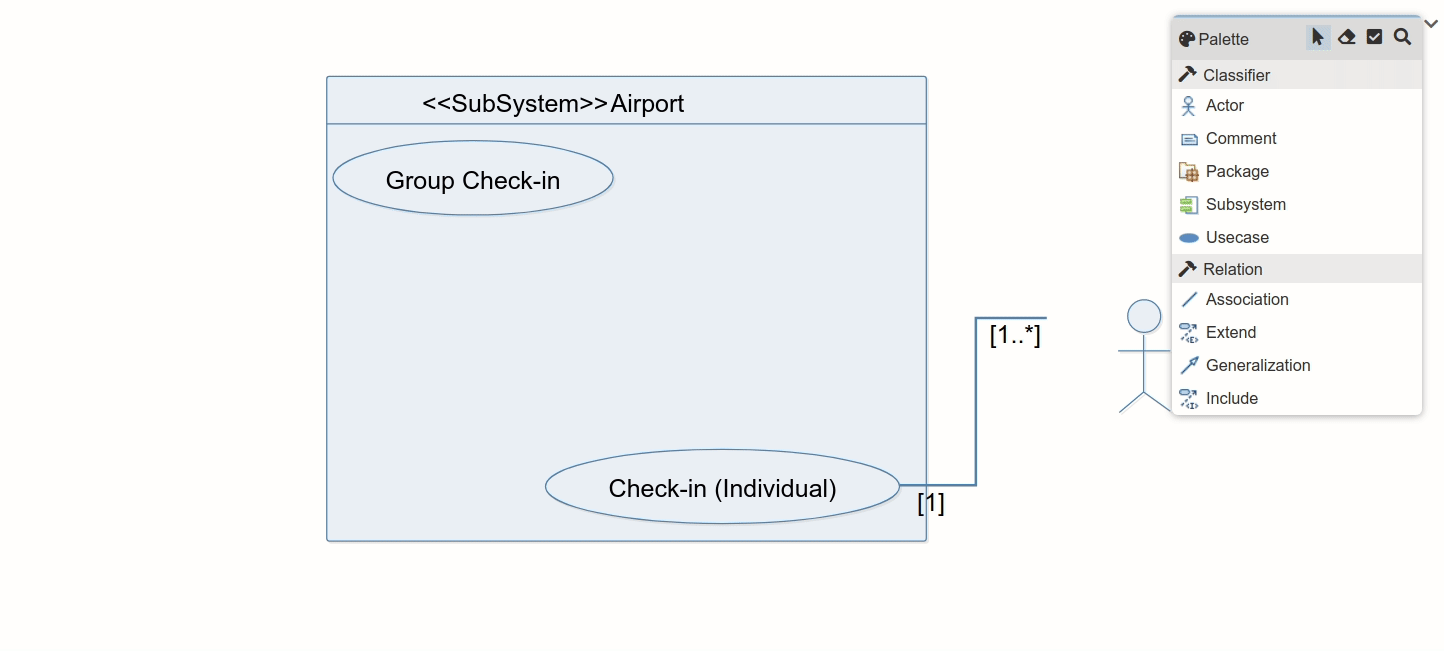 <<SubSystem>>Airport
Group Check-in
[1..*]
Check-in (Individual)
[1]
Palette
Classifier
Actor
Comment
Package
Subsystem
Usecase
Relation
Association
Extend
Generalization
Include